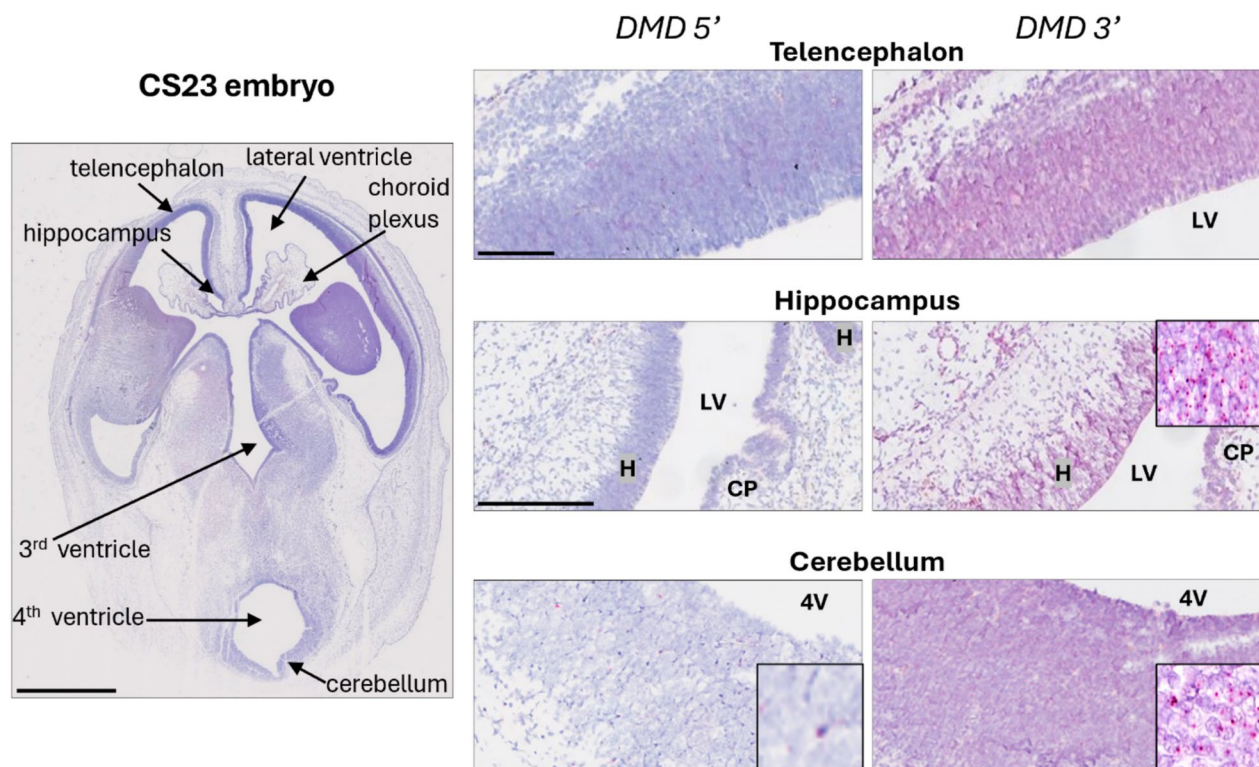 CS23 embryo
telencephalon
lateral ventricle
choroid
plexus
hippocampus
3rd ventricle
4th ventricle
cerebellum
DMD 5’
DMD 3’
Telencephalon
LV
Hippocampus
H
LV
H
CP
H
LV
CP
Cerebellum
4V
4V